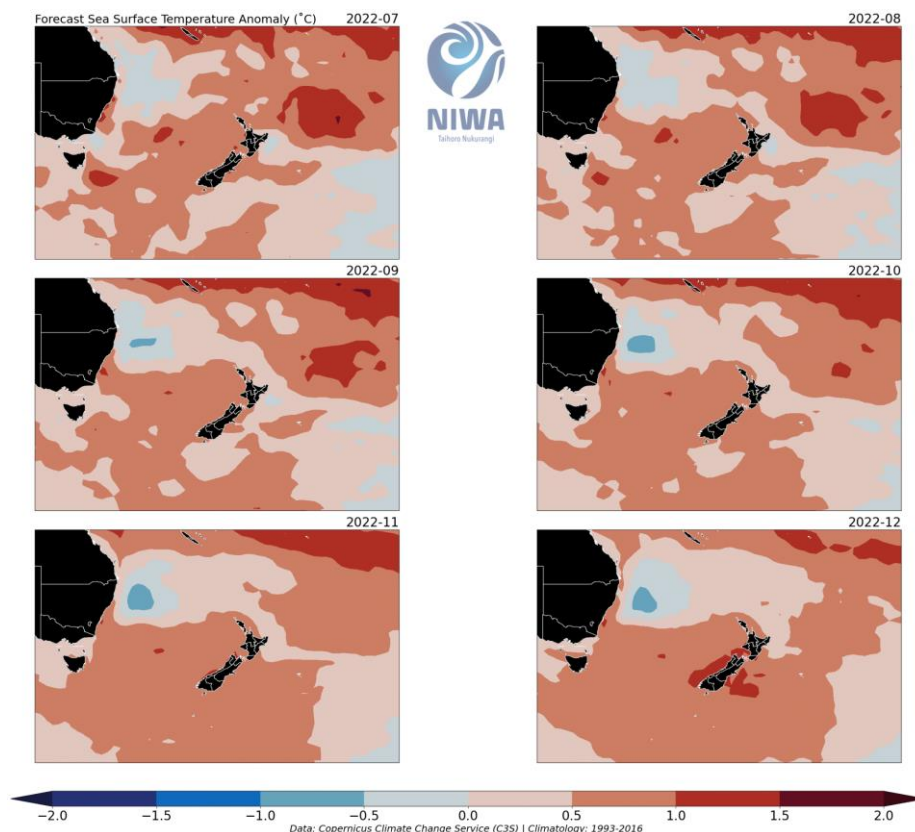 Forecast Sea Surface Temperature Anomaly (˚C) 2022-07
2022-08
NIWA
Taihoro Nukurangi
2022-09
2022-10
2022-11
2022-12
−2.0 −1.5 −1.0 −0.5 0.0 0.5 1.0 1.5 2.0
Data: Copernicus Climate Change Service (C3S) | Climatology: 1993-2016